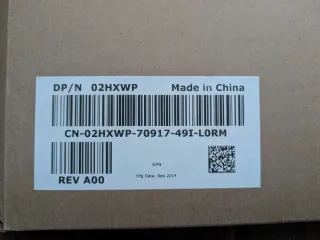 DP/N 02HXWP Made in China
CN-02HXWP-70917-49I-L0RM
Mfg Date: Sep 2014
REV A00